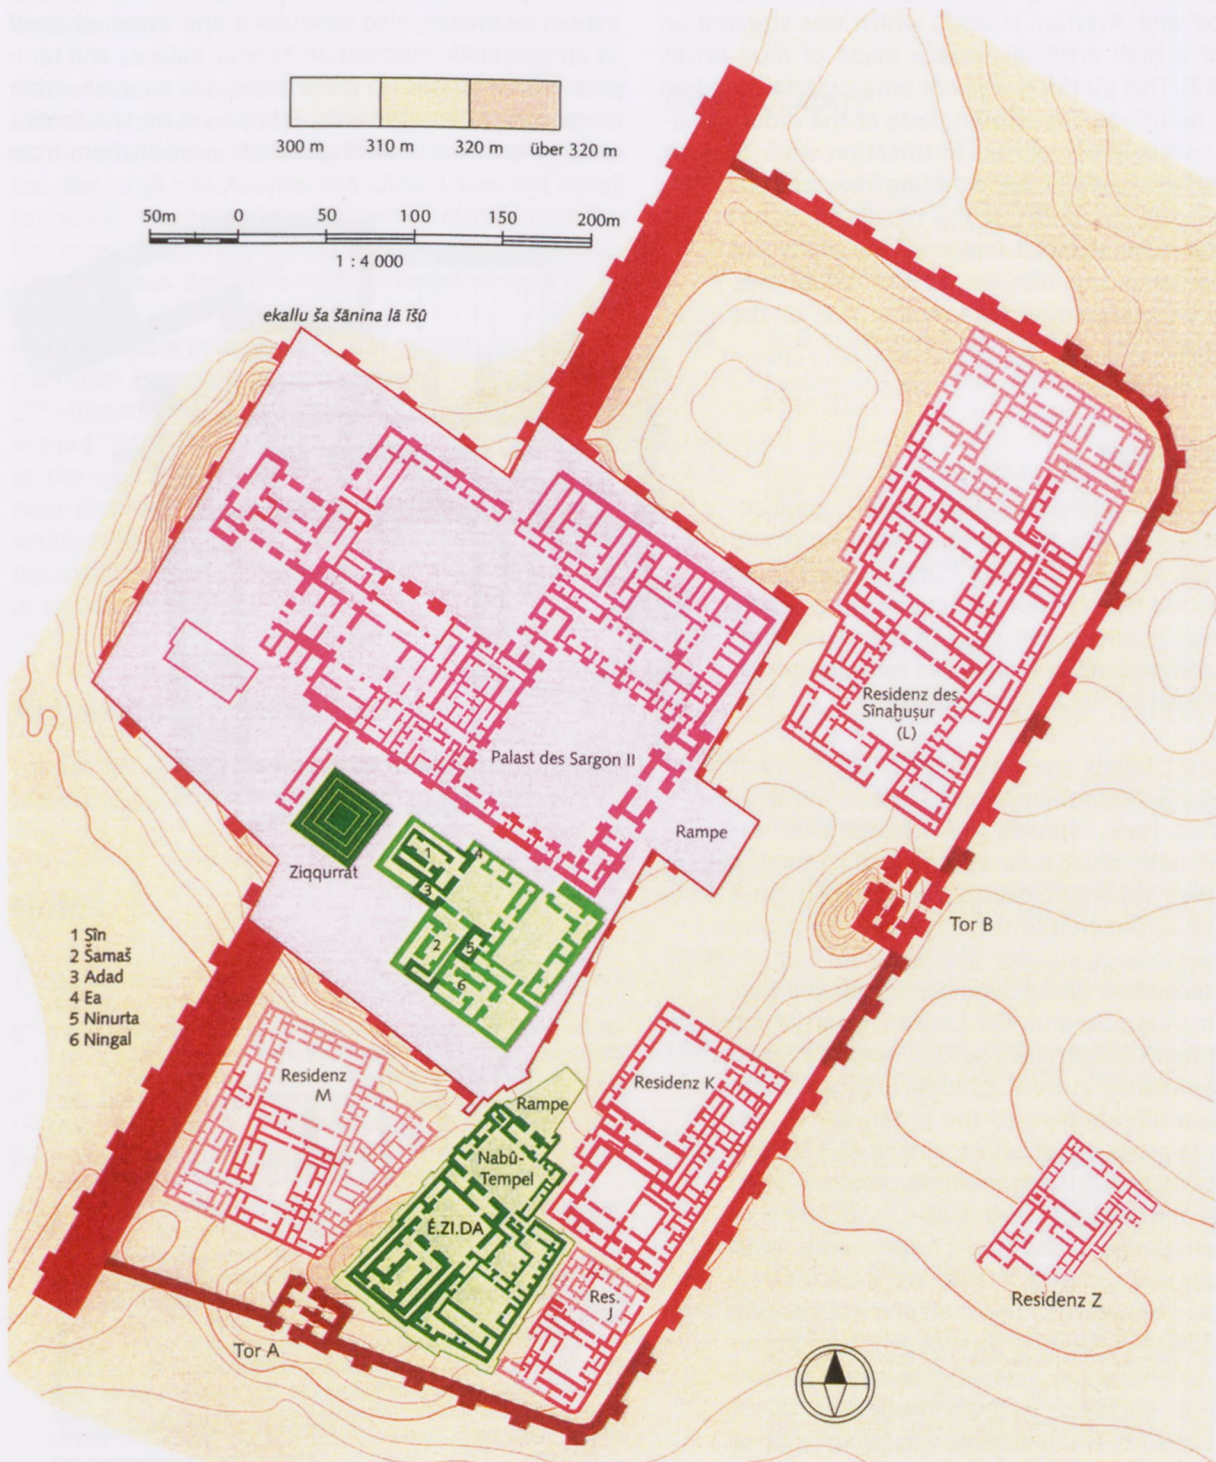 300 m 310 m 320 m über 320 m
50m 0 50 100 150 200m
1 : 4 000
ekallu ša šānina lā īšû
Residenz des
Sînaḫuṣur
(L)
Palast des Sargon II
Rampe
Ziqqurrat
1
4
3
2
5
6
Tor B
1 Sîn
2 Šamaš
3 Adad
4 Ea
5 Ninurta
6 Ningal
Residenz
M
Residenz K
Rampe
Nabû-
Tempel
É.ZI.DA
Res.
J
Residenz Z
Tor A